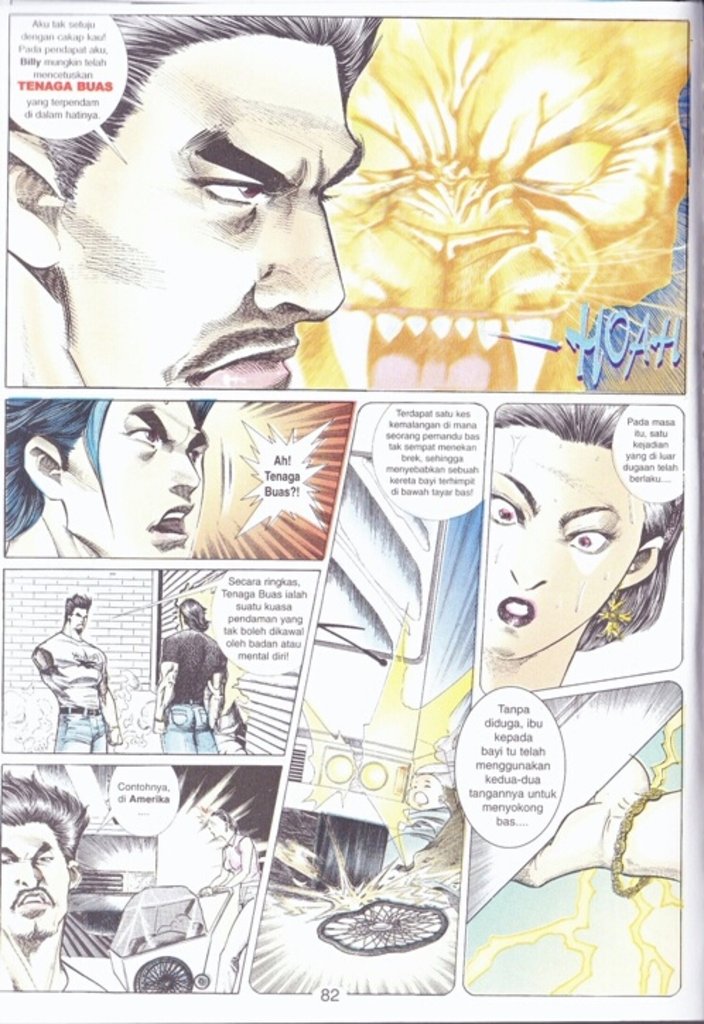 Aku tak setuju
dengan cakap kau!
Pada pendapat aku,
Billy mungkin telah
mencetuskan
TENAGA BUAS
yang terpendam
di dalam hatinya.
HOAH
Ah!
Tenaga
Buas?!
Secara ringkas,
Tenaga Buas ialah
suatu kuasa
pendaman yang
tak boleh dikawal
oleh badan atau
mental diri!
Contohnya,
di Amerika
....
Terdapat satu kes
kemalangan di mana
seorang pemandu bas
tak sempat menekan
brek, sehingga
menyebabkan sebuah
kereta bayi terhimpit
di bawah tayar bas!
Pada masa
itu, satu
kejadian
yang di luar
dugaan telah
berlaku....
Tanpa
diduga, ibu
kepada
bayi tu telah
menggunakan
kedua-dua
tangannya untuk
menyokong
bas....
82